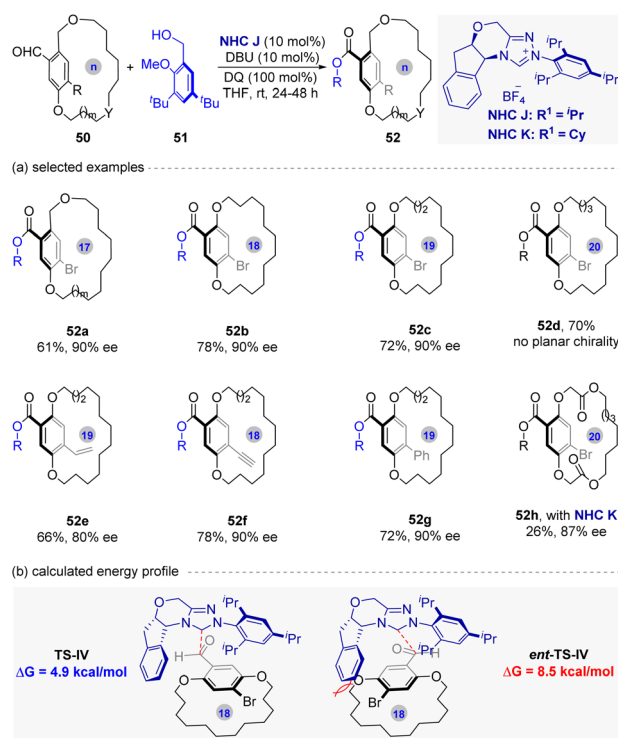 OHC
O
n
R
O
( )m
Y
50
+
HO
MeO
ᵗBu
ᵗBu
51
NHC J (10 mol%)
DBU (10 mol%)
DQ (100 mol%)
THF, rt, 24-48 h
O
O
R
O
n
R
O
( )m
Y
52
O
N
N
N
+
ⁱPr
ⁱPr
ⁱPr
BF₄⁻
NHC J: R¹ = ⁱPr
NHC K: R¹ = Cy
(a) selected examples
O
O
R
O
17
Br
O
( )m
52a
61%, 90% ee
O
O
R
O
18
Br
O
52b
78%, 90% ee
O
O
R
O
( )2
19
Br
O
52c
72%, 90% ee
O
O
R
O
( )3
20
Br
O
52d, 70%
no planar chirality
O
O
R
O
( )2
19
O
52e
66%, 80% ee
O
O
R
O
( )2
18
O
52f
78%, 90% ee
O
O
R
O
( )2
19
Ph
O
52g
72%, 90% ee
O
O
R
O
O
O
( )3
20
Br
O
O
O
52h, with NHC K
26%, 87% ee
(b) calculated energy profile
TS-IV
ΔG = 4.9 kcal/mol
O
N
N
N
ⁱPr
ⁱPr
ⁱPr
H
O
O
O
Br
18
O
N
N
N
ⁱPr
ⁱPr
ⁱPr
O
H
O
O
Br
18
ent-TS-IV
ΔG = 8.5 kcal/mol